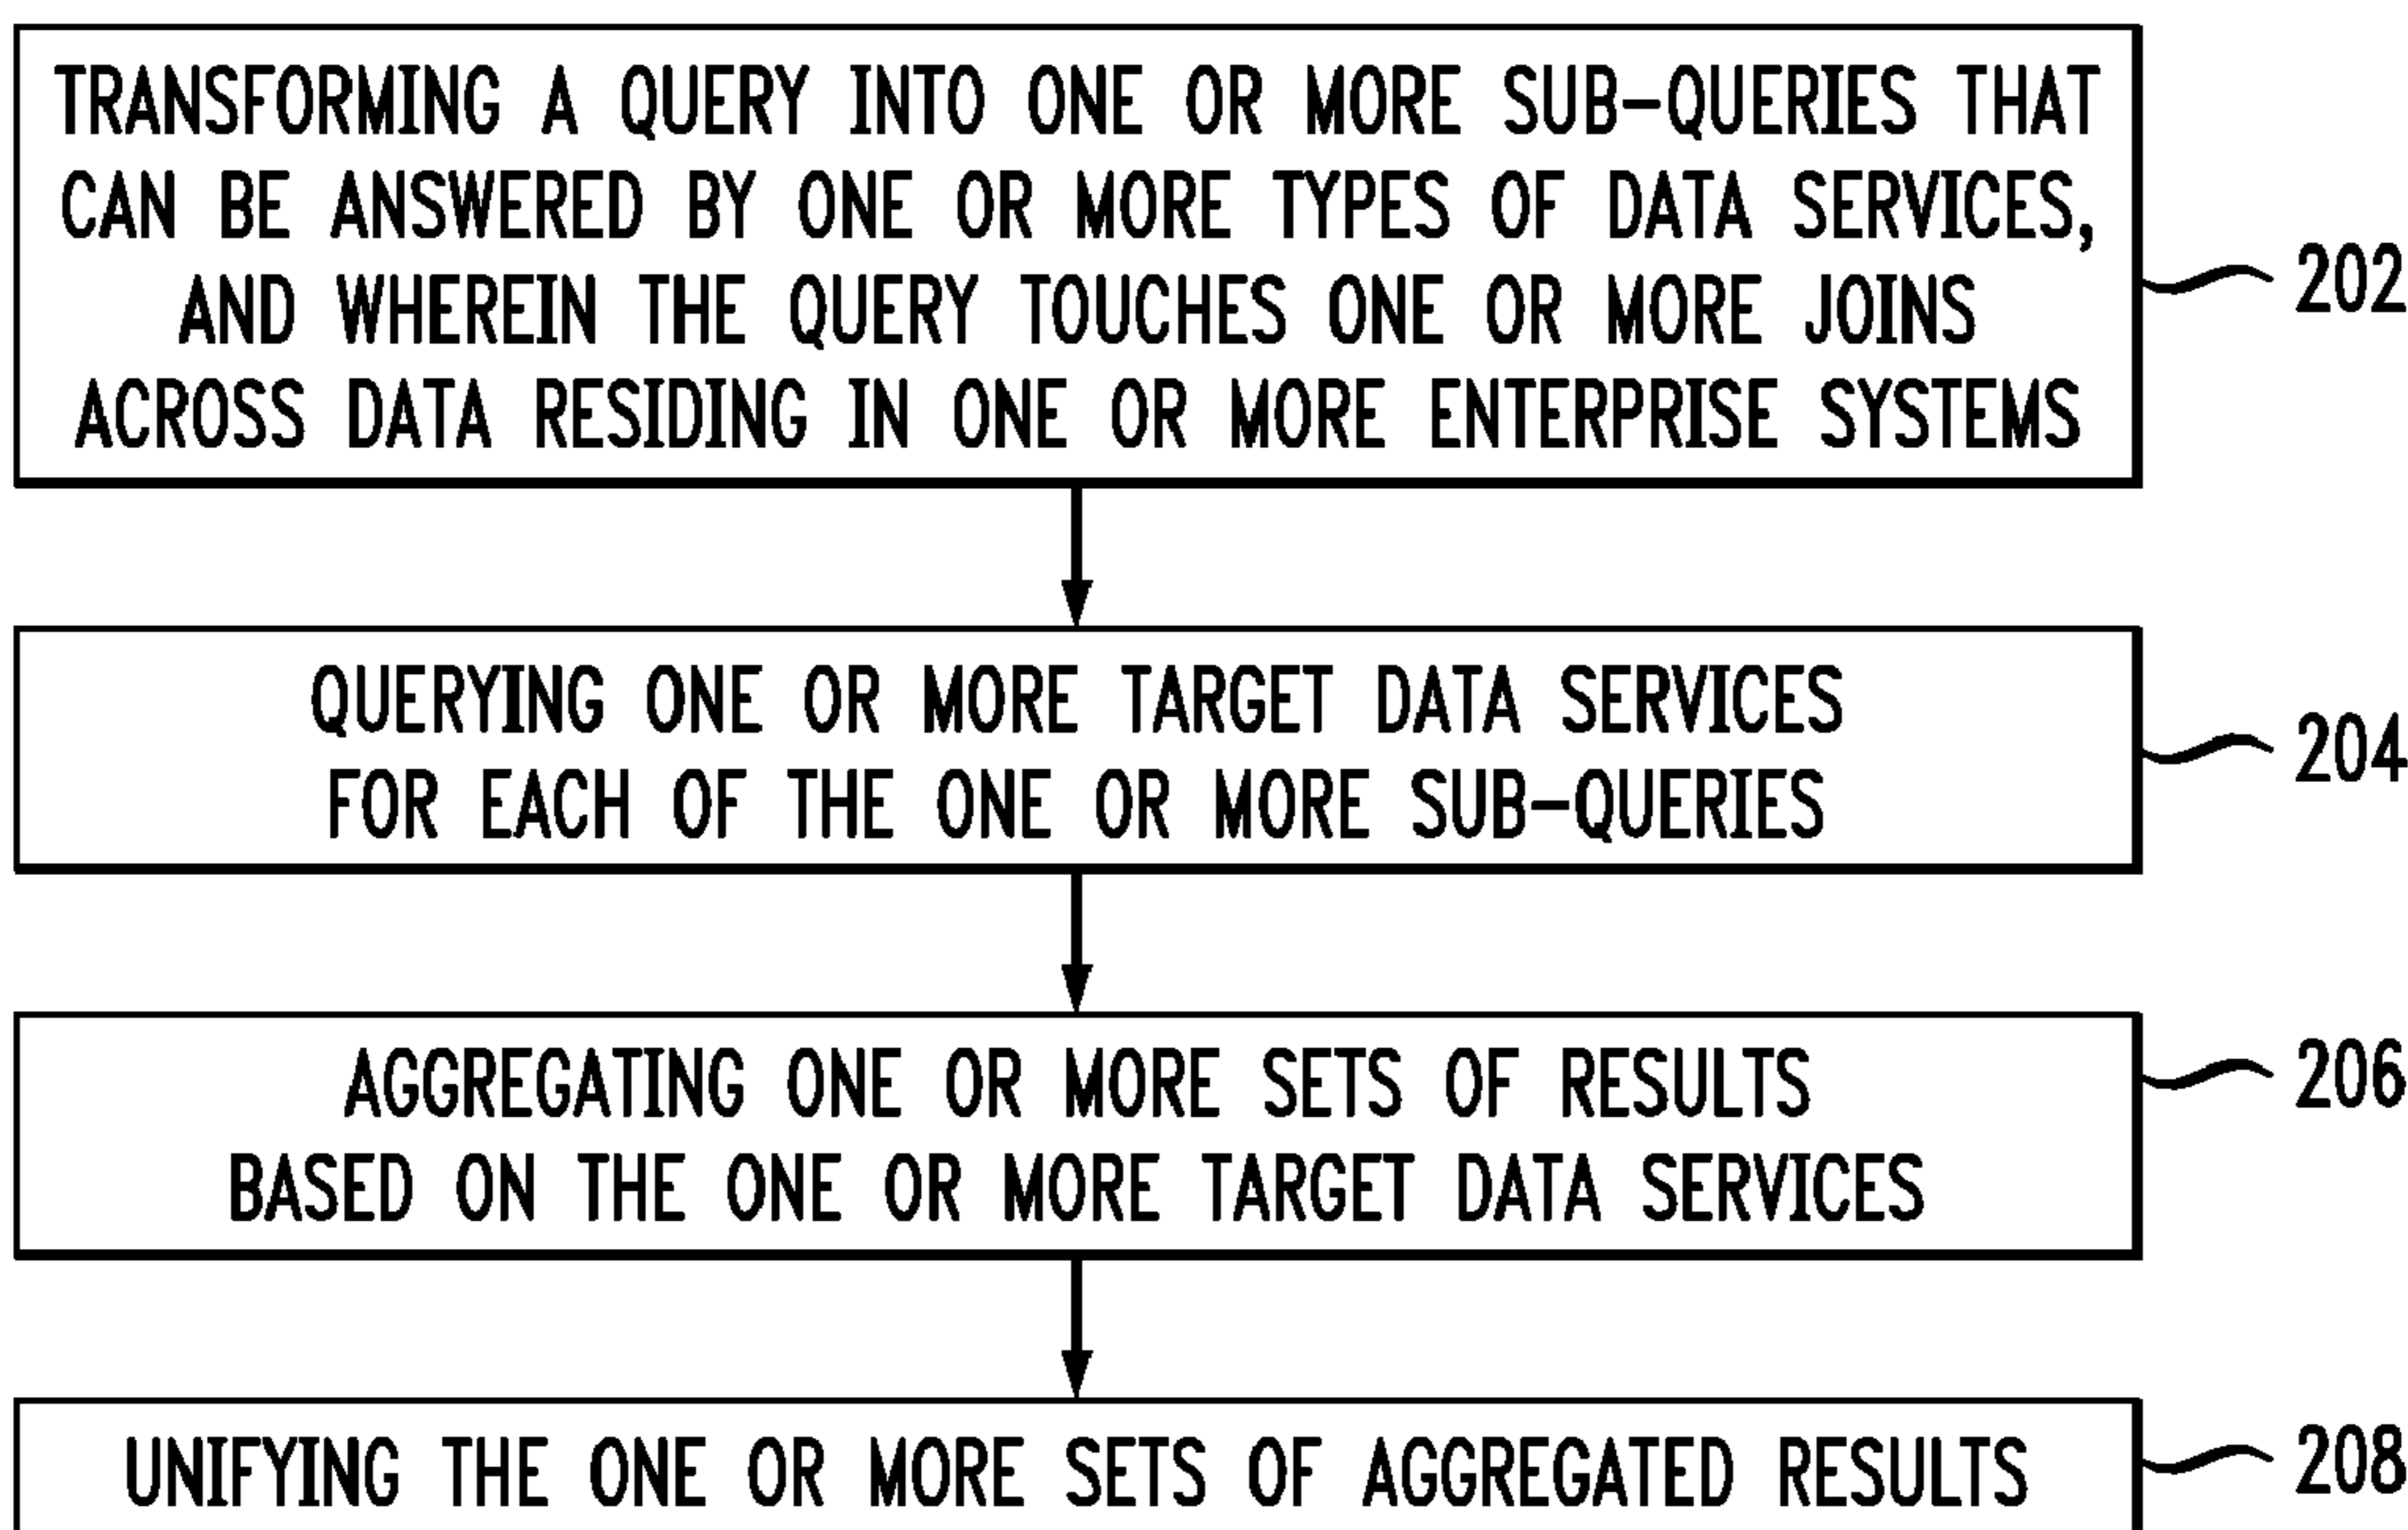 TRANSFORMING A QUERY INTO ONE OR MORE SUB-QUERIES THAT
CAN BE ANSWERED BY ONE OR MORE TYPES OF DATA SERVICES,
AND WHEREIN THE QUERY TOUCHES ONE OR MORE JOINS
ACROSS DATA RESIDING IN ONE OR MORE ENTERPRISE SYSTEMS
202
QUERYING ONE OR MORE TARGET DATA SERVICES
FOR EACH OF THE ONE OR MORE SUB-QUERIES
204
AGGREGATING ONE OR MORE SETS OF RESULTS
BASED ON THE ONE OR MORE TARGET DATA SERVICES
206
UNIFYING THE ONE OR MORE SETS OF AGGREGATED RESULTS
208